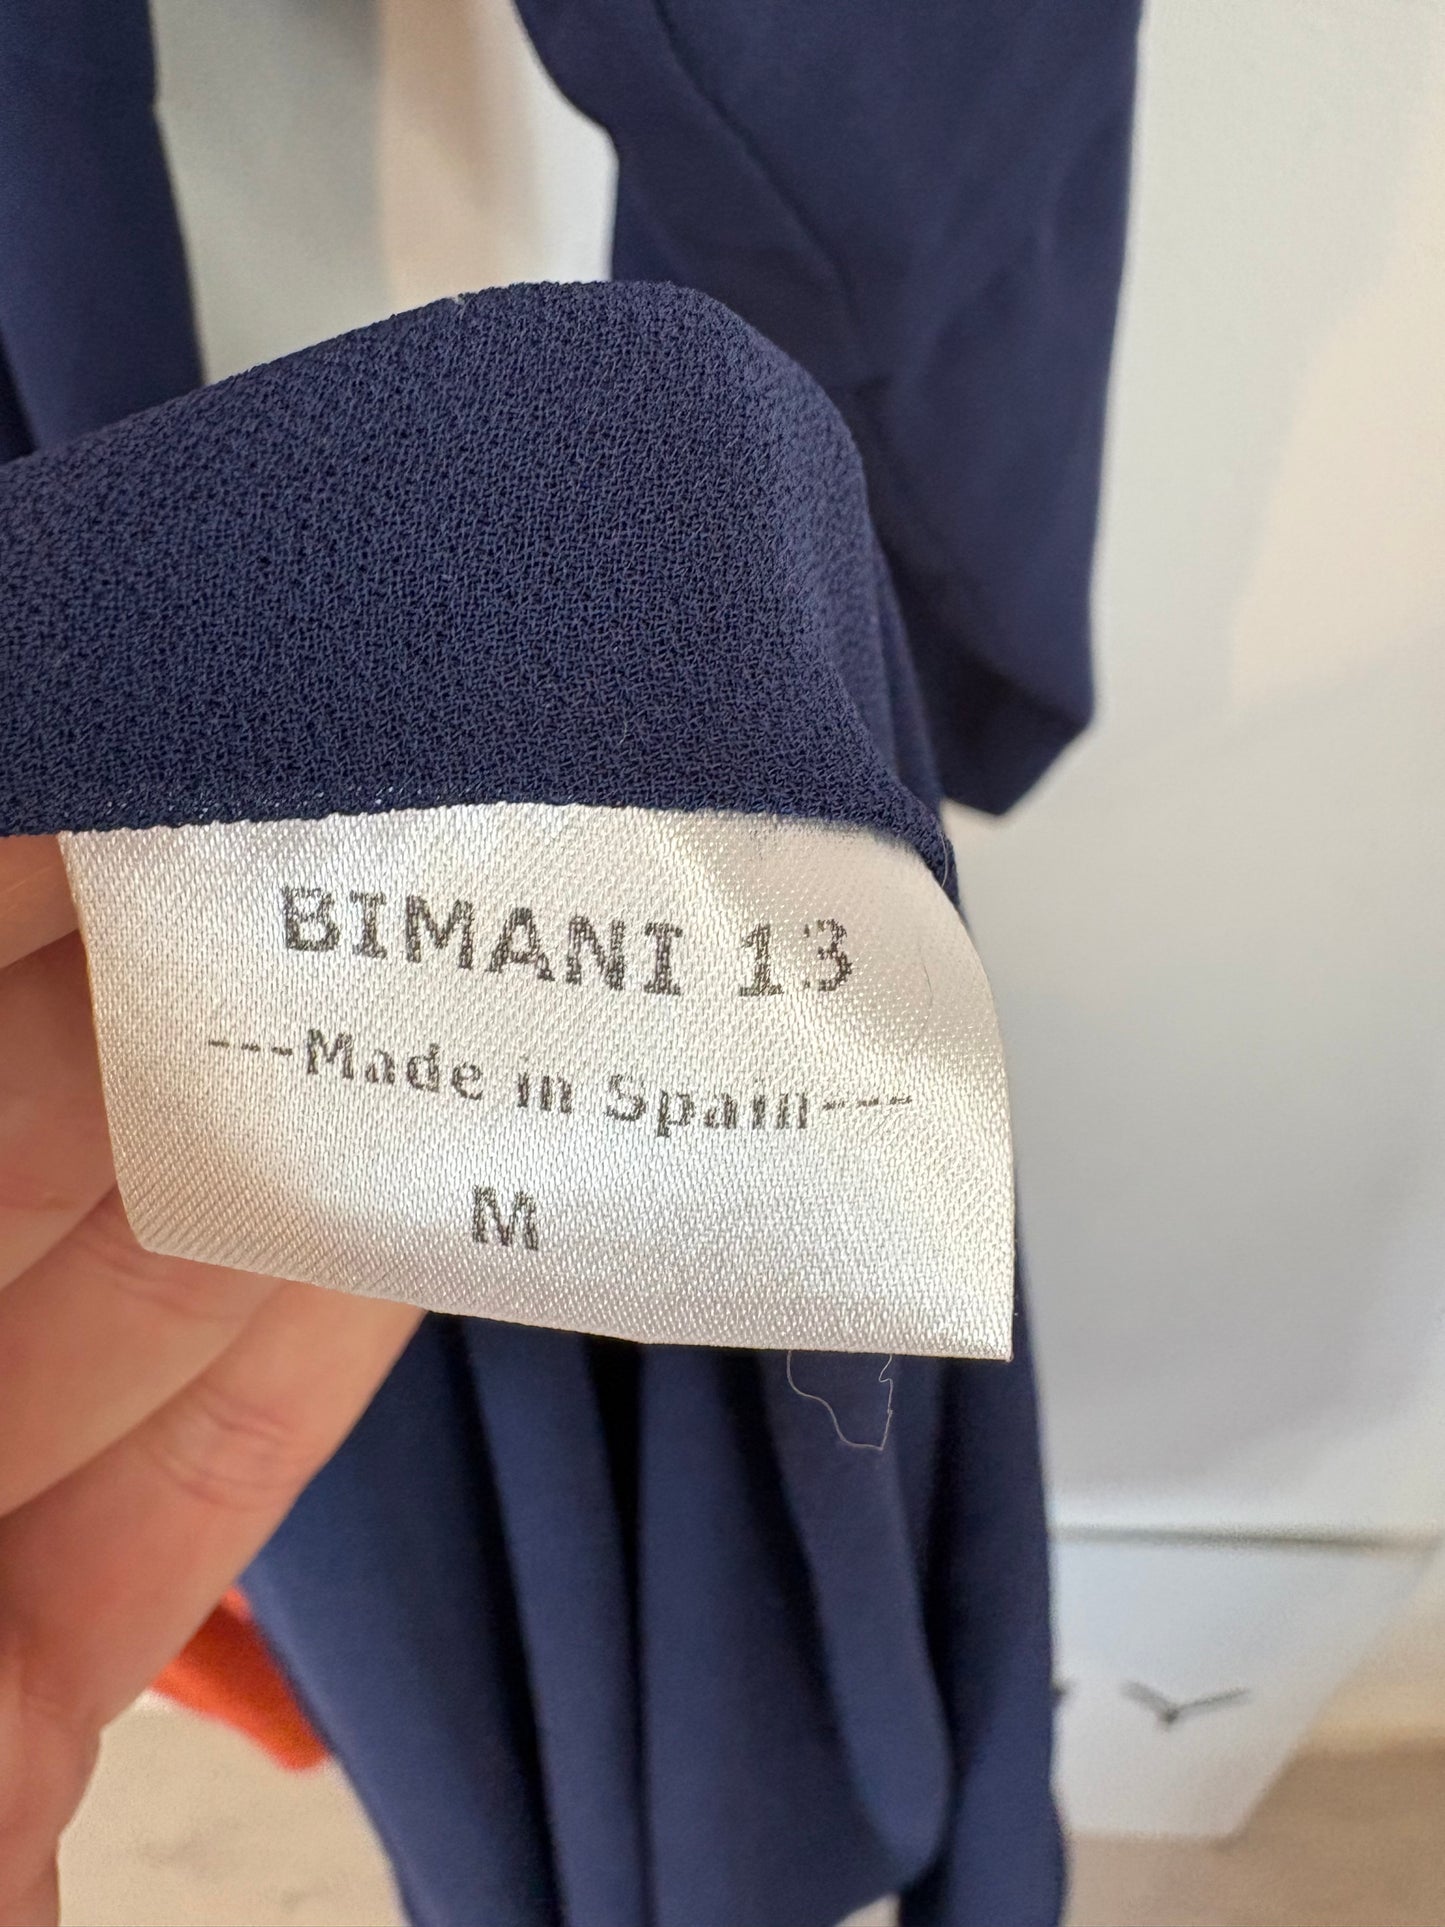 BIMANI 13
---Made in Spain---
M